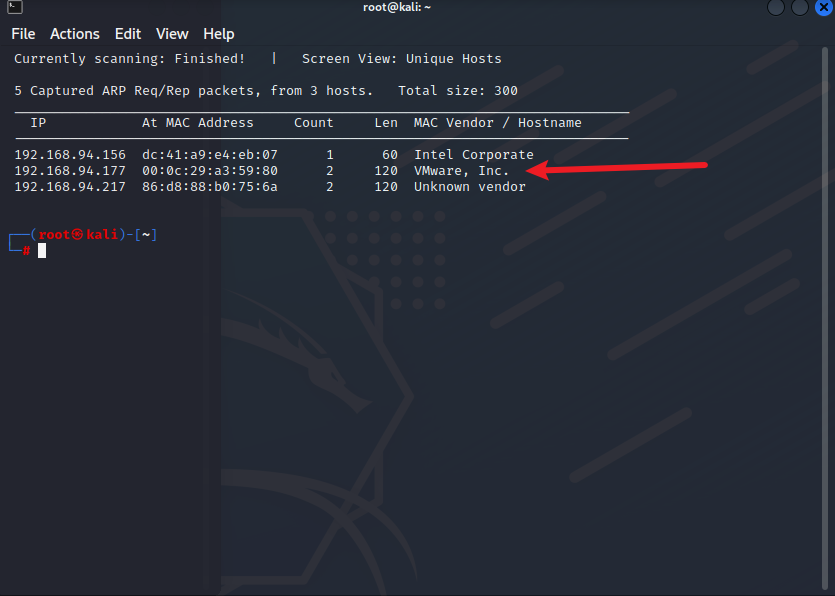 root@kali: ~
File Actions Edit View Help
Currently scanning: Finished! | Screen View: Unique Hosts
5 Captured ARP Req/Rep packets, from 3 hosts. Total size: 300
IP At MAC Address Count Len MAC Vendor / Hostname
192.168.94.156 dc:41:a9:e4:eb:07 1 60 Intel Corporate
192.168.94.177 00:0c:29:a3:59:80 2 120 VMware, Inc.
192.168.94.217 86:d8:88:b0:75:6a 2 120 Unknown vendor
┌──(root㉿kali)-[~]
└─#